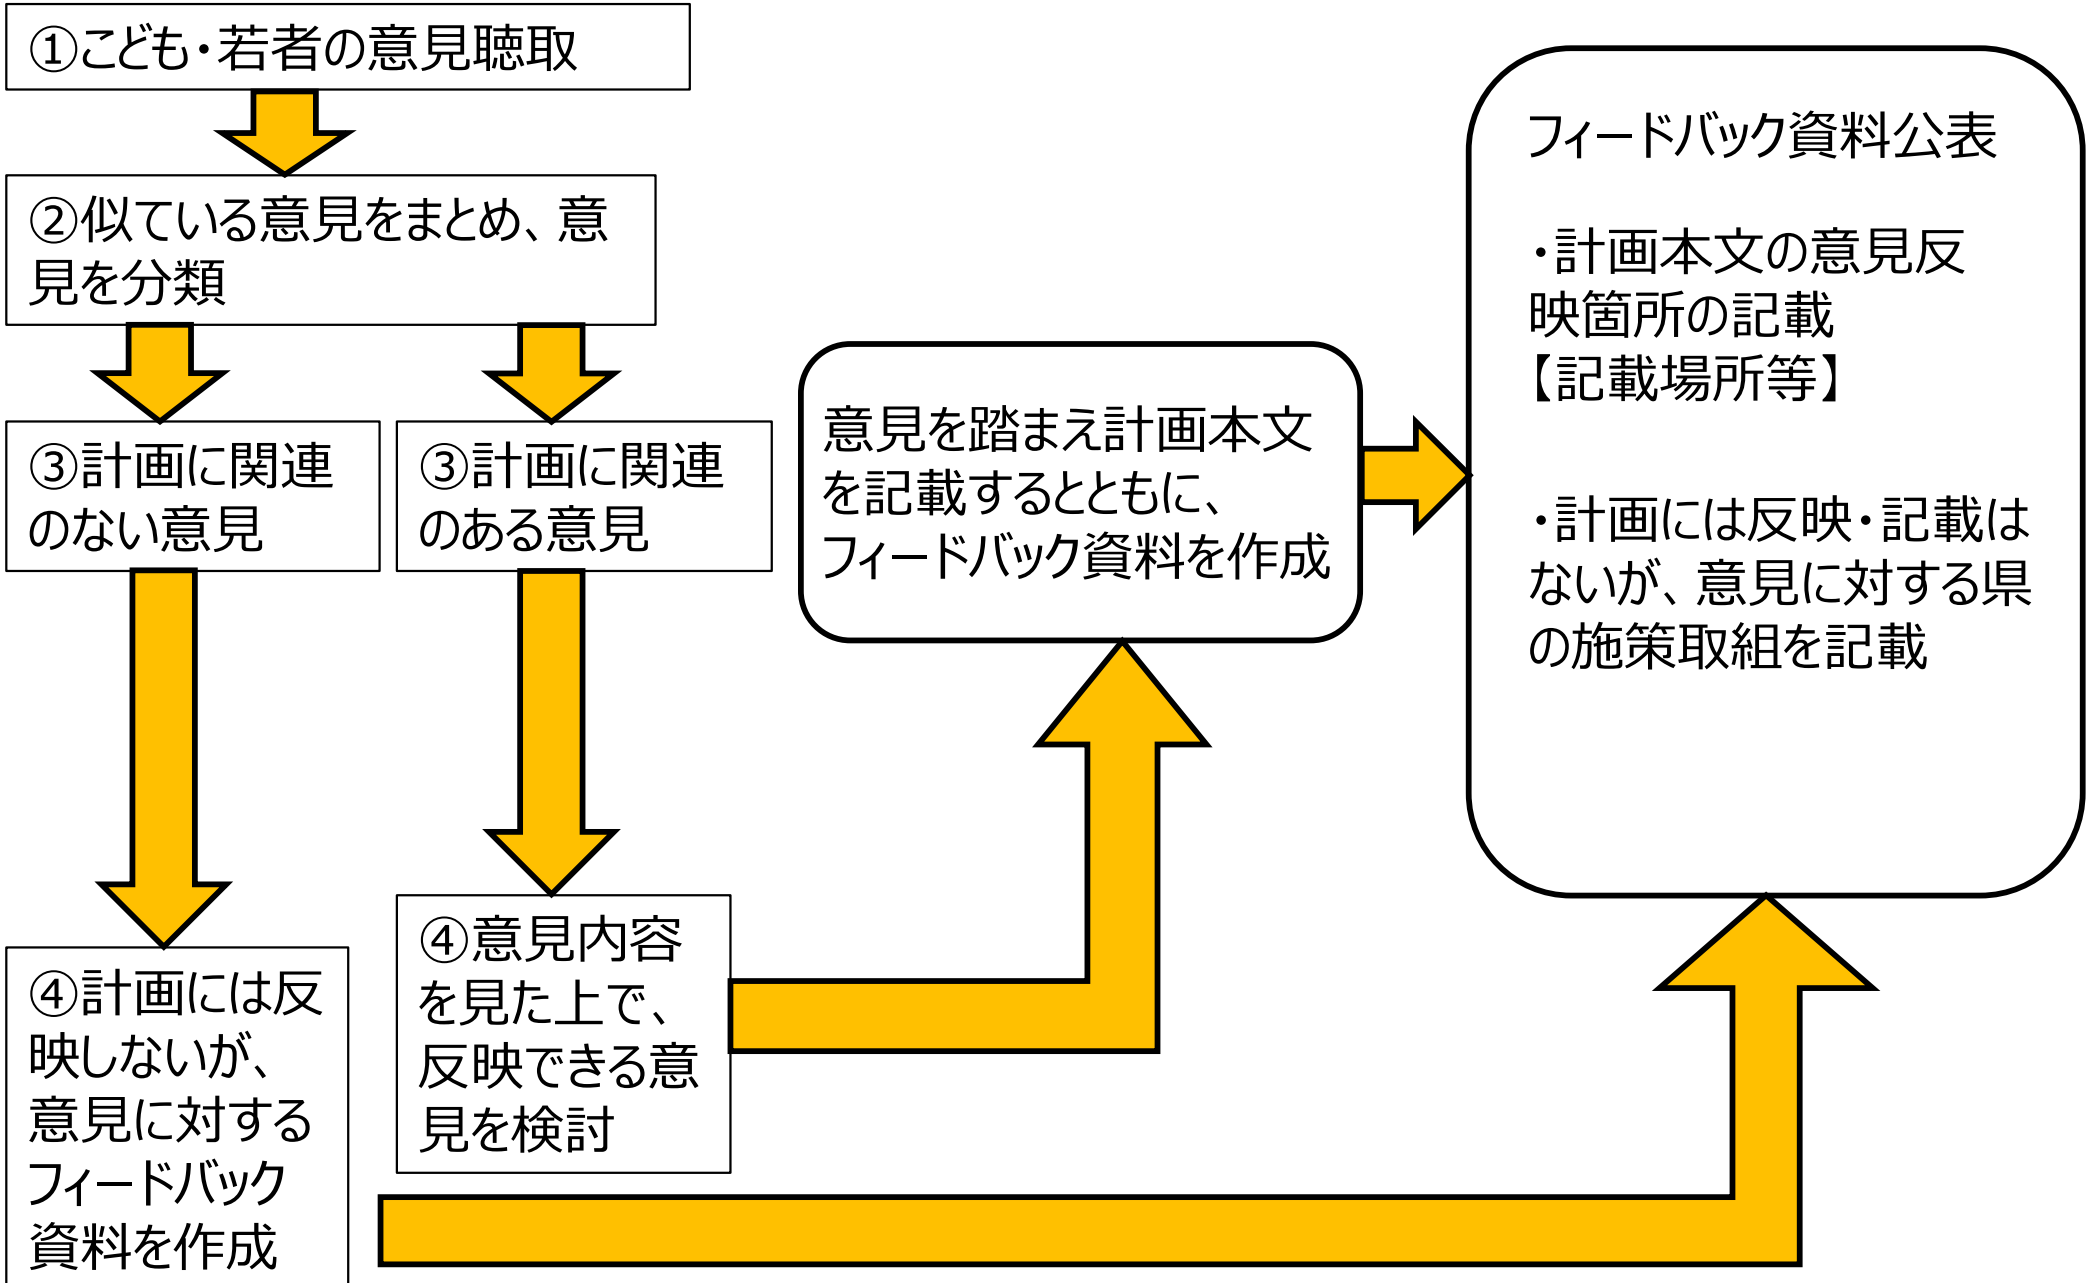 ①こども・若者の意見聴取
②似ている意見をまとめ、意
見を分類
③計画に関連
のない意見
③計画に関連
のある意見
④計画には反
映しないが、
意見に対する
フィードバック
資料を作成
④意見内容
を見た上で、
反映できる意
見を検討
意見を踏まえ計画本文
を記載するとともに、
フィードバック資料を作成
フィードバック資料公表
・計画本文の意見反
映箇所の記載
【記載場所等】
・計画には反映・記載は
ないが、意見に対する県
の施策取組を記載